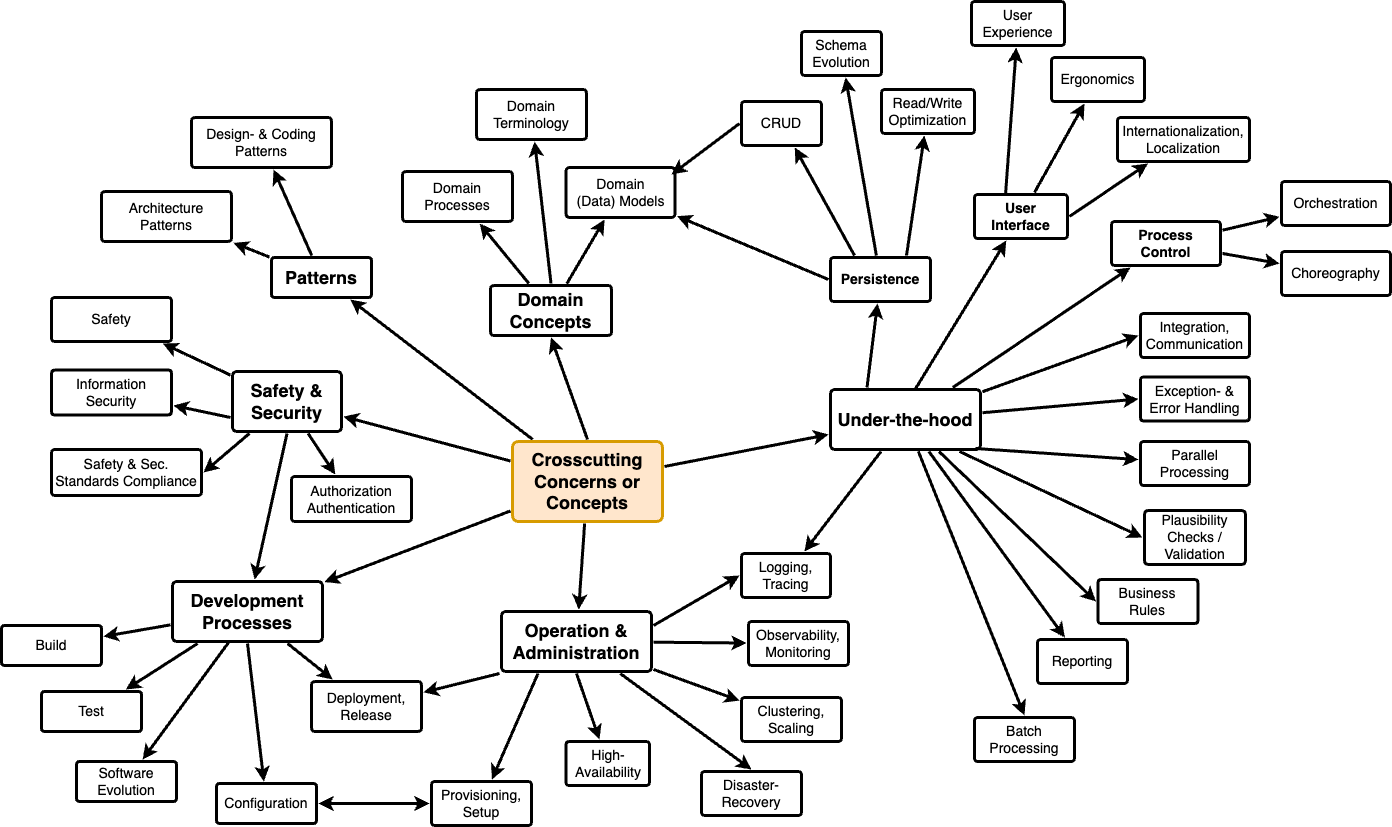 User
Experience
Schema
Evolution
Ergonomics
Domain
Terminology
CRUD
Read/Write
Optimization
Design- & Coding
Patterns
Internationalization,
Localization
Domain
Processes
Domain
(Data) Models
Architecture
Patterns
User
Interface
Orchestration
Process
Control
Patterns
Persistence
Choreography
Domain
Concepts
Safety
Integration,
Communication
Information
Security
Safety &
Security
Under-the-hood
Exception- &
Error Handling
Safety & Sec.
Standards Compliance
Authorization
Authentication
Crosscutting
Concerns or
Concepts
Parallel
Processing
Plausibility
Checks /
Validation
Logging,
Tracing
Development
Processes
Business
Rules
Build
Operation &
Administration
Observability,
Monitoring
Reporting
Test
Deployment,
Release
Clustering,
Scaling
Batch
Processing
Software
Evolution
High-
Availability
Configuration
Provisioning,
Setup
Disaster-
Recovery